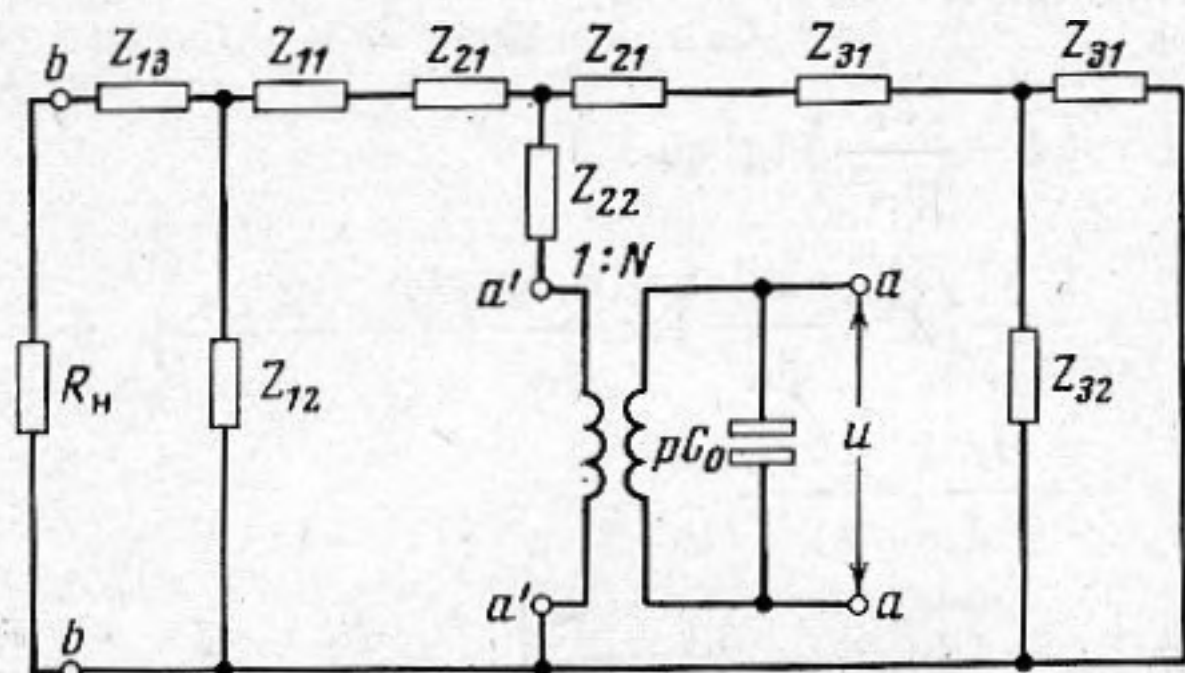 b Z₁₃ Z₁₁ Z₂₁ Z₂₁ Z₃₁ Z₃₁
Z₂₂
1:N
a' a
Rн Z₁₂ pC₀ u Z₃₂
a' a
b